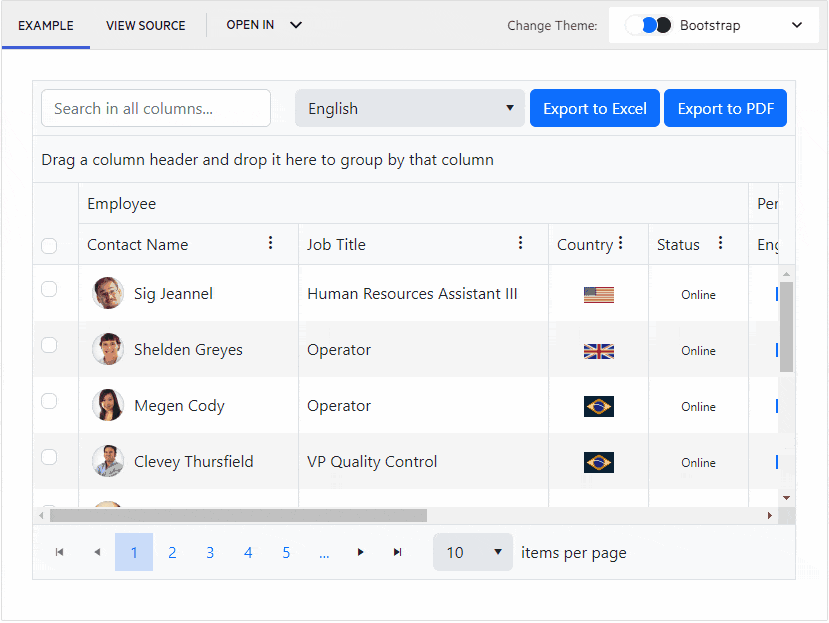 EXAMPLE VIEW SOURCE OPEN IN Change Theme: Bootstrap
Search in all columns... English Export to Excel Export to PDF
Drag a column header and drop it here to group by that column
Employee Per
Contact Name Job Title Country Status Eng
Sig Jeannel Human Resources Assistant III Online
Shelden Greyes Operator Online
Megen Cody Operator Online
Clevey Thursfield VP Quality Control Online
1 2 3 4 5 ... 10 items per page